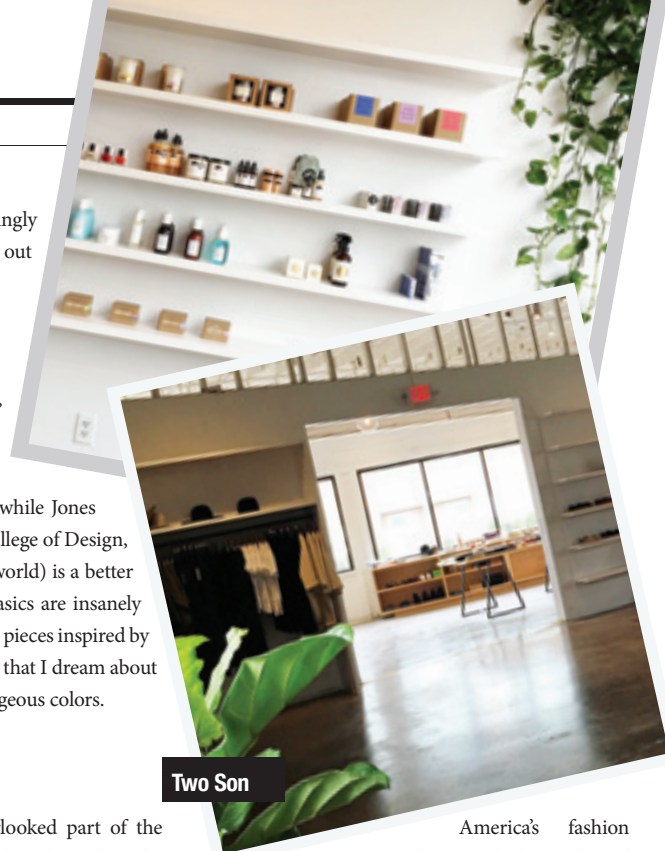 ingly
out
while Jones
llege of Design,
world) is a better
asics are insanely
pieces inspired by
that I dream about
geous colors.
Two Son
looked part of the
America's fashion